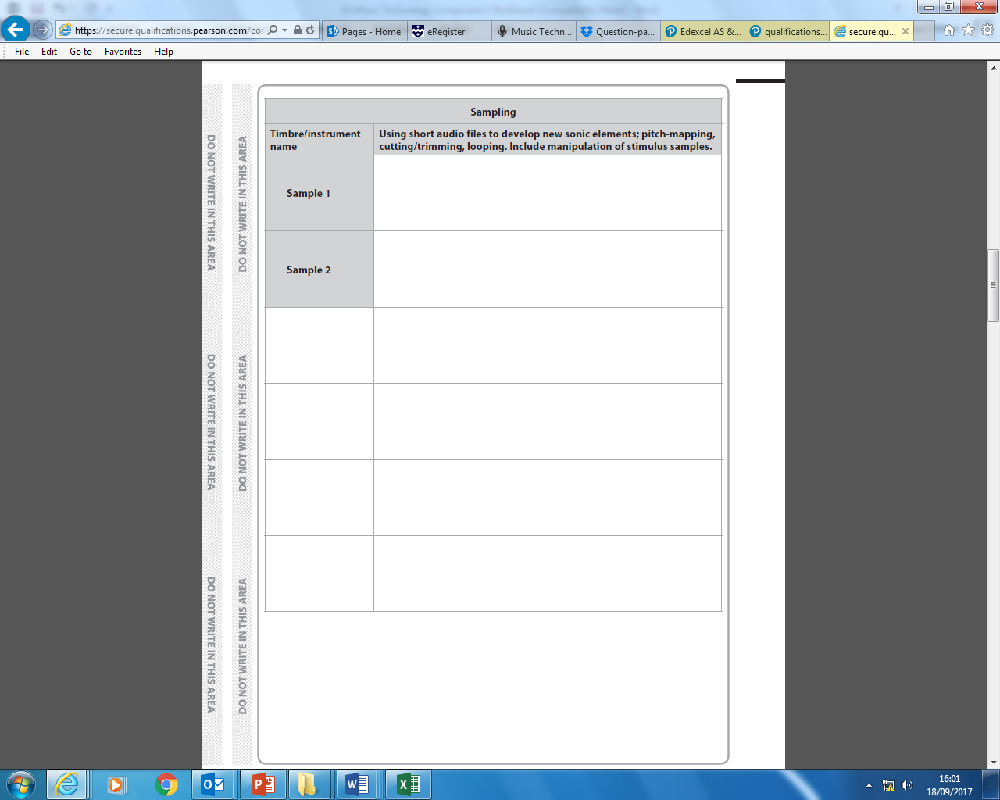 https://secure.qualifications.pearson.com/cor
Pages - Home
eRegister
Music Techn...
Question-pa...
Edexcel AS &...
qualifications...
secure.qu...
File Edit Go to Favorites Help
Sampling
Timbre/instrument
name
Using short audio files to develop new sonic elements; pitch-mapping,
cutting/trimming, looping. Include manipulation of stimulus samples.
Sample 1
Sample 2
DO NOT WRITE IN THIS AREA
DO NOT WRITE IN THIS AREA
DO NOT WRITE IN THIS AREA
DO NOT WRITE IN THIS AREA
DO NOT WRITE IN THIS AREA
DO NOT WRITE IN THIS AREA
16:01
18/09/2017